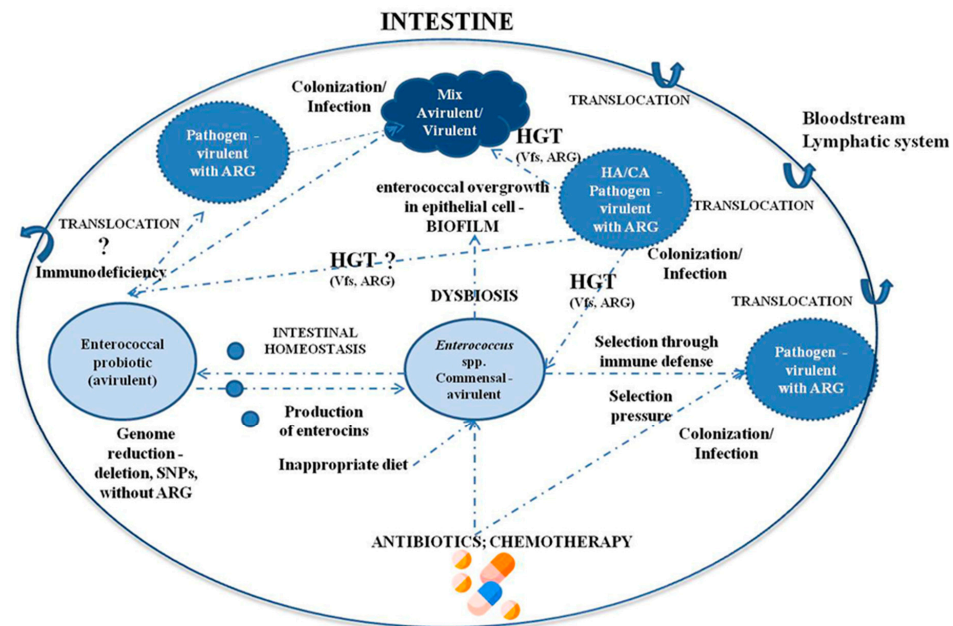 INTESTINE
Colonization/
Infection
Mix
Avirulent/
Virulent
TRANSLOCATION
Bloodstream
Lymphatic system
Pathogen -
virulent
with ARG
HGT
(Vfs, ARG)
HA/CA
Pathogen -
virulent
with ARG
TRANSLOCATION
enterococcal overgrowth
in epithelial cell -
BIOFILM
TRANSLOCATION
?
Immunodeficiency
HGT ?
(Vfs, ARG)
Colonization/
Infection
HGT
(Vfs, ARG)
DYSBIOSIS
TRANSLOCATION
Enterococcal
probiotic
(avirulent)
INTESTINAL
HOMEOSTASIS
Enterococcus
spp.
Commensal -
avirulent
Selection through
immune defense
Pathogen -
virulent
with ARG
Production
of enterocins
Selection
pressure
Genome
reduction -
deletion, SNPs,
without ARG
Colonization/
Infection
Inappropriate diet
ANTIBIOTICS; CHEMOTHERAPY